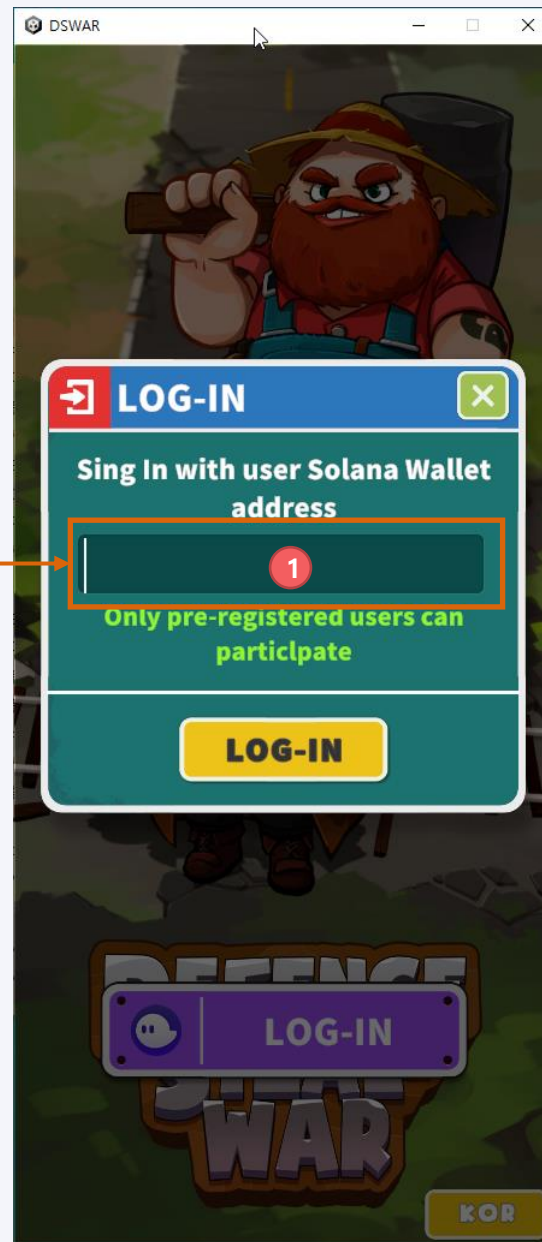 DSWAR
LOG-IN
Sing In with user Solana Wallet
address
1
Only pre-registered users can
particlpate
LOG-IN
DEFENCE
LOG-IN
WAR
KOR